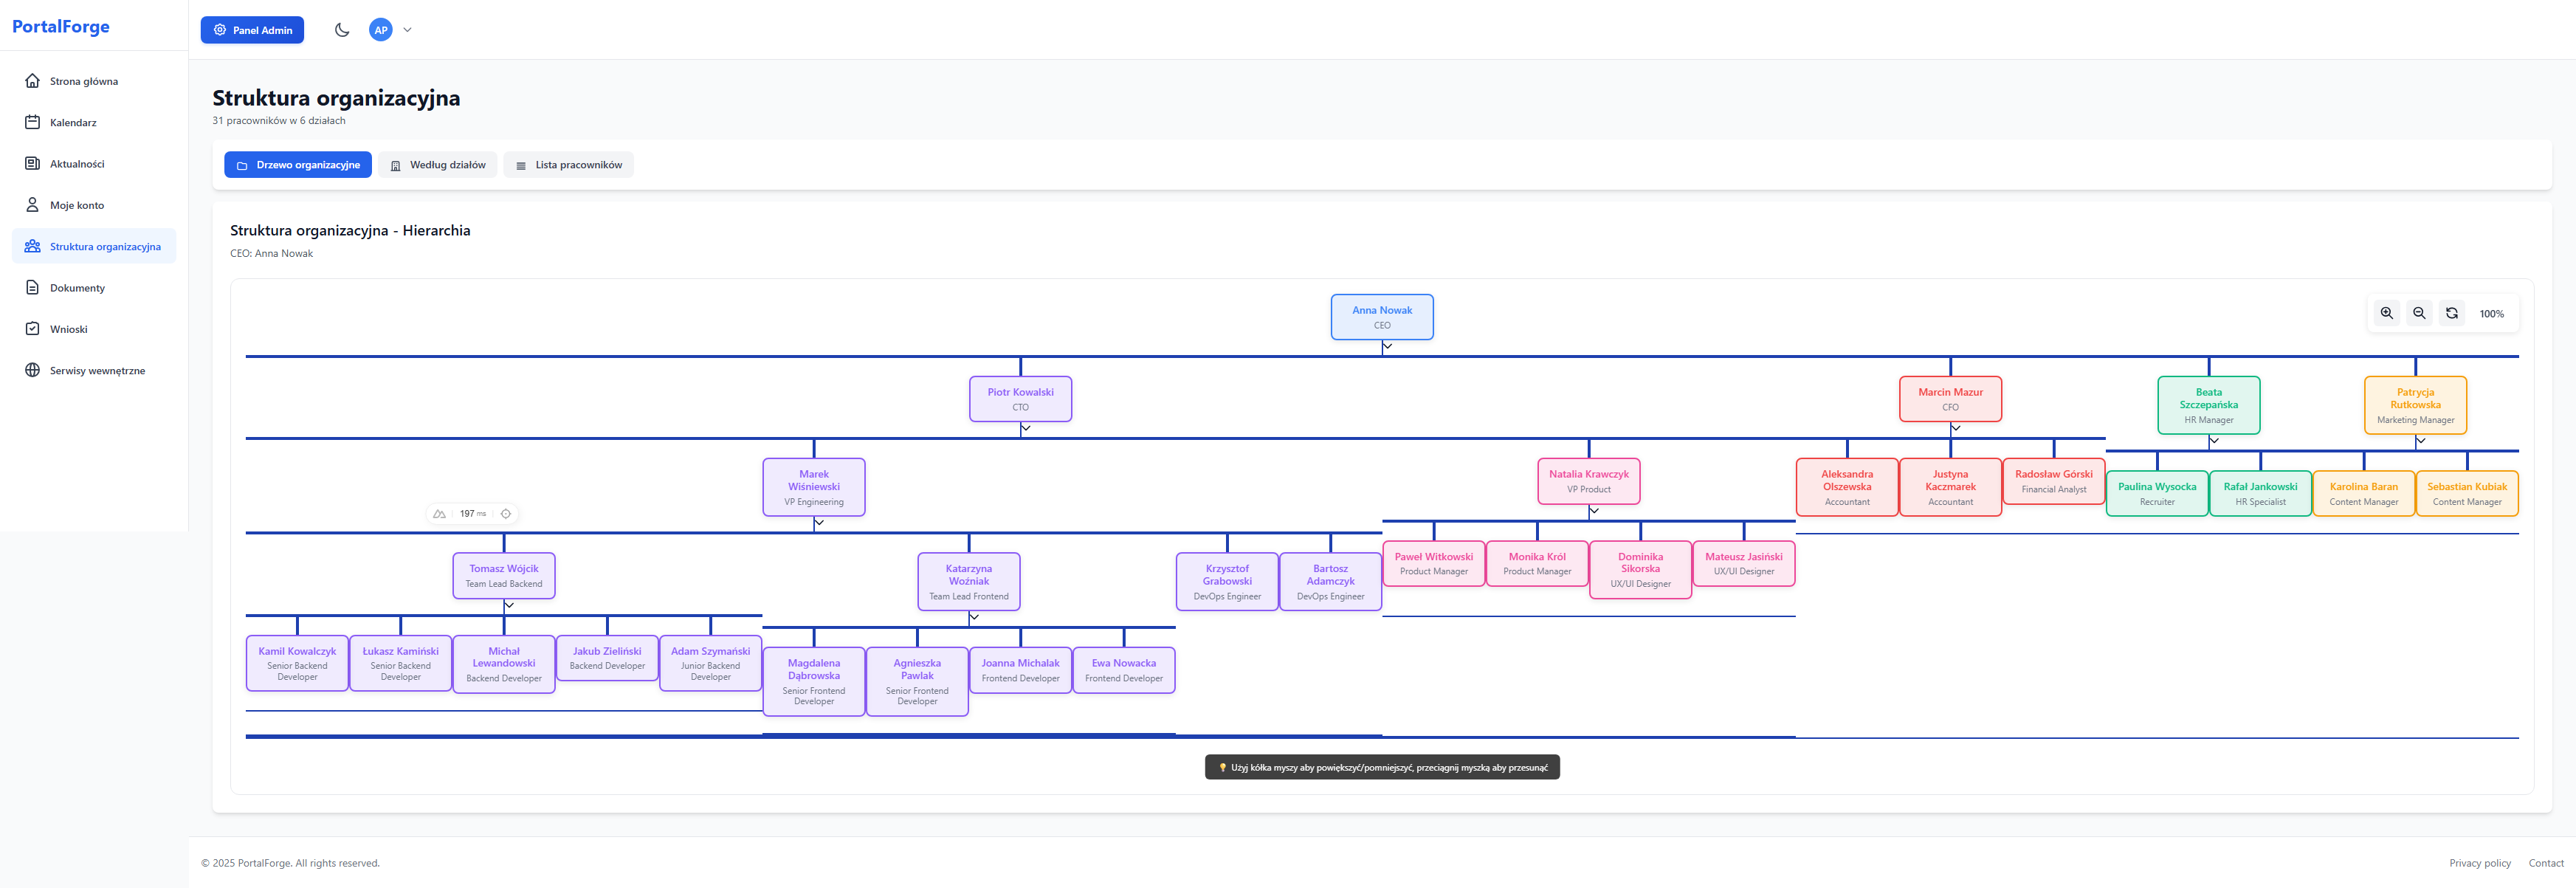 PortalForge
Panel Admin
AP
Strona główna
Kalendarz
Aktualności
Moje konto
Struktura organizacyjna
Dokumenty
Wnioski
Serwisy wewnętrzne
Struktura organizacyjna
31 pracowników w 6 działach
Drzewo organizacyjne
Według działów
Lista pracowników
Struktura organizacyjna - Hierarchia
CEO: Anna Nowak
Anna Nowak
CEO
100%
Piotr Kowalski
CTO
Marcin Mazur
CFO
Beata
Szczepańska
HR Manager
Patrycja
Rutkowska
Marketing Manager
Marek
Wiśniewski
VP Engineering
Natalia Krawczyk
VP Product
Aleksandra
Olszewska
Accountant
Justyna
Kaczmarek
Accountant
Radosław Górski
Financial Analyst
Paulina Wysocka
Recruiter
Rafał Jankowski
HR Specialist
Karolina Baran
Content Manager
Sebastian Kubiak
Content Manager
197 ms
Tomasz Wójcik
Team Lead Backend
Katarzyna
Woźniak
Team Lead Frontend
Krzysztof
Grabowski
DevOps Engineer
Bartosz
Adamczyk
DevOps Engineer
Paweł Witkowski
Product Manager
Monika Król
Product Manager
Dominika
Sikorska
UX/UI Designer
Mateusz Jasiński
UX/UI Designer
Kamil Kowalczyk
Senior Backend
Developer
Łukasz Kamiński
Senior Backend
Developer
Michał
Lewandowski
Backend Developer
Jakub Zieliński
Backend Developer
Adam Szymański
Junior Backend
Developer
Magdalena
Dąbrowska
Senior Frontend
Developer
Agnieszka
Pawlak
Senior Frontend
Developer
Joanna Michalak
Frontend Developer
Ewa Nowacka
Frontend Developer
Użyj kółka myszy aby powiększyć/pomniejszyć, przeciągnij myszką aby przesunąć
© 2025 PortalForge. All rights reserved.
Privacy policy
Contact